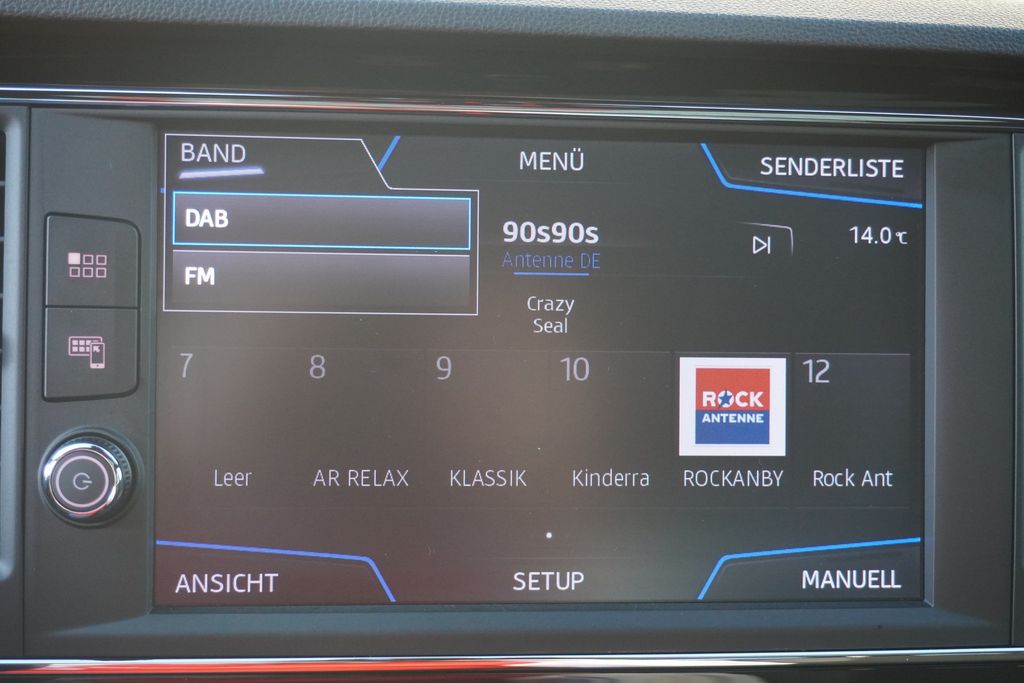 BAND
MENÜ
SENDERLISTE
DAB
90s90s
14.0℃
Antenne DE
FM
Crazy
Seal
7
8
9
10
12
ROCK
ANTENNE
Leer
AR RELAX
KLASSIK
Kinderra
ROCKANBY
Rock Ant
ANSICHT
SETUP
MANUELL